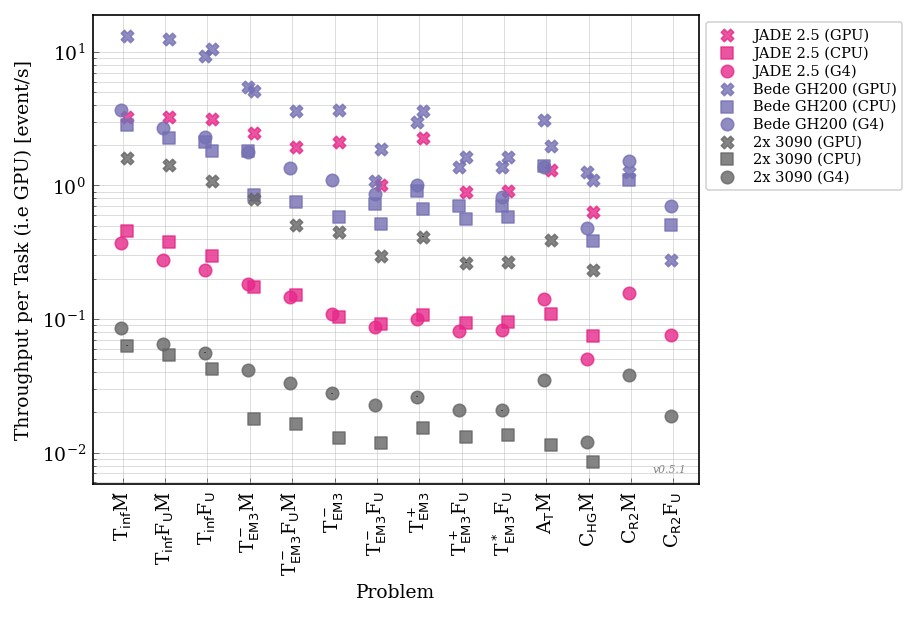 Throughput per Task (i.e GPU) [event/s]
10¹
10⁰
10⁻¹
10⁻²
JADE 2.5 (GPU)
JADE 2.5 (CPU)
JADE 2.5 (G4)
Bede GH200 (GPU)
Bede GH200 (CPU)
Bede GH200 (G4)
2x 3090 (GPU)
2x 3090 (CPU)
2x 3090 (G4)
v0.5.1
T_inf M̸
T_inf F_U M̸
T_inf F_U
T⁻_EM3 M̸
T⁻_EM3 F_U M̸
T⁻_EM3
T⁻_EM3 F_U
T⁺_EM3
T⁺_EM3 F_U
T*_EM3 F_U
A_T M̸
C_HG M̸
C_R2 M̸
C_R2 F_U
Problem